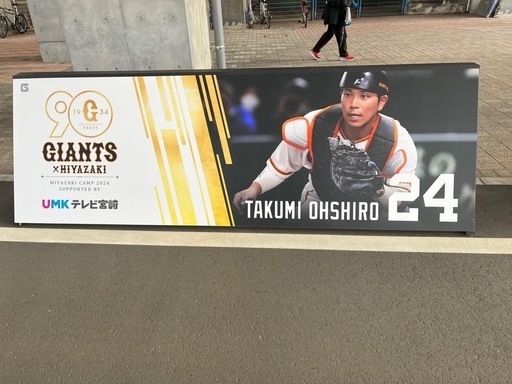 90
19 G 34
TOKYO
GIANTS
×MIYAZAKI
MIYAZAKI CAMP 2024
SUPPORTED BY
UMK テレビ宮崎
TAKUMI OHSHIRO 24